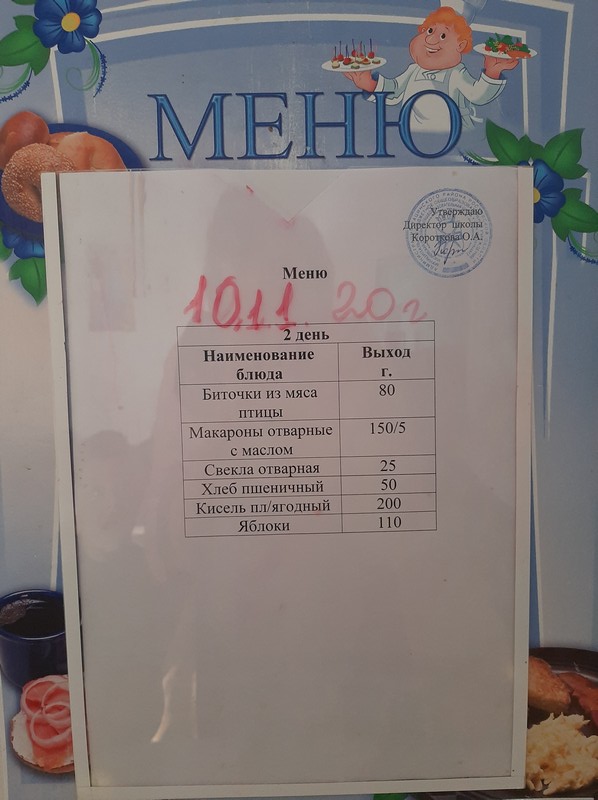 МЕНЮ
Утверждаю
Директор школы
Короткова О.А.
Меню
10.11.20г
2 день
Наименование блюда
Выход г.
Биточки из мяса птицы
80
Макароны отварные с маслом
150/5
Свекла отварная
25
Хлеб пшеничный
50
Кисель пл/ягодный
200
Яблоки
110